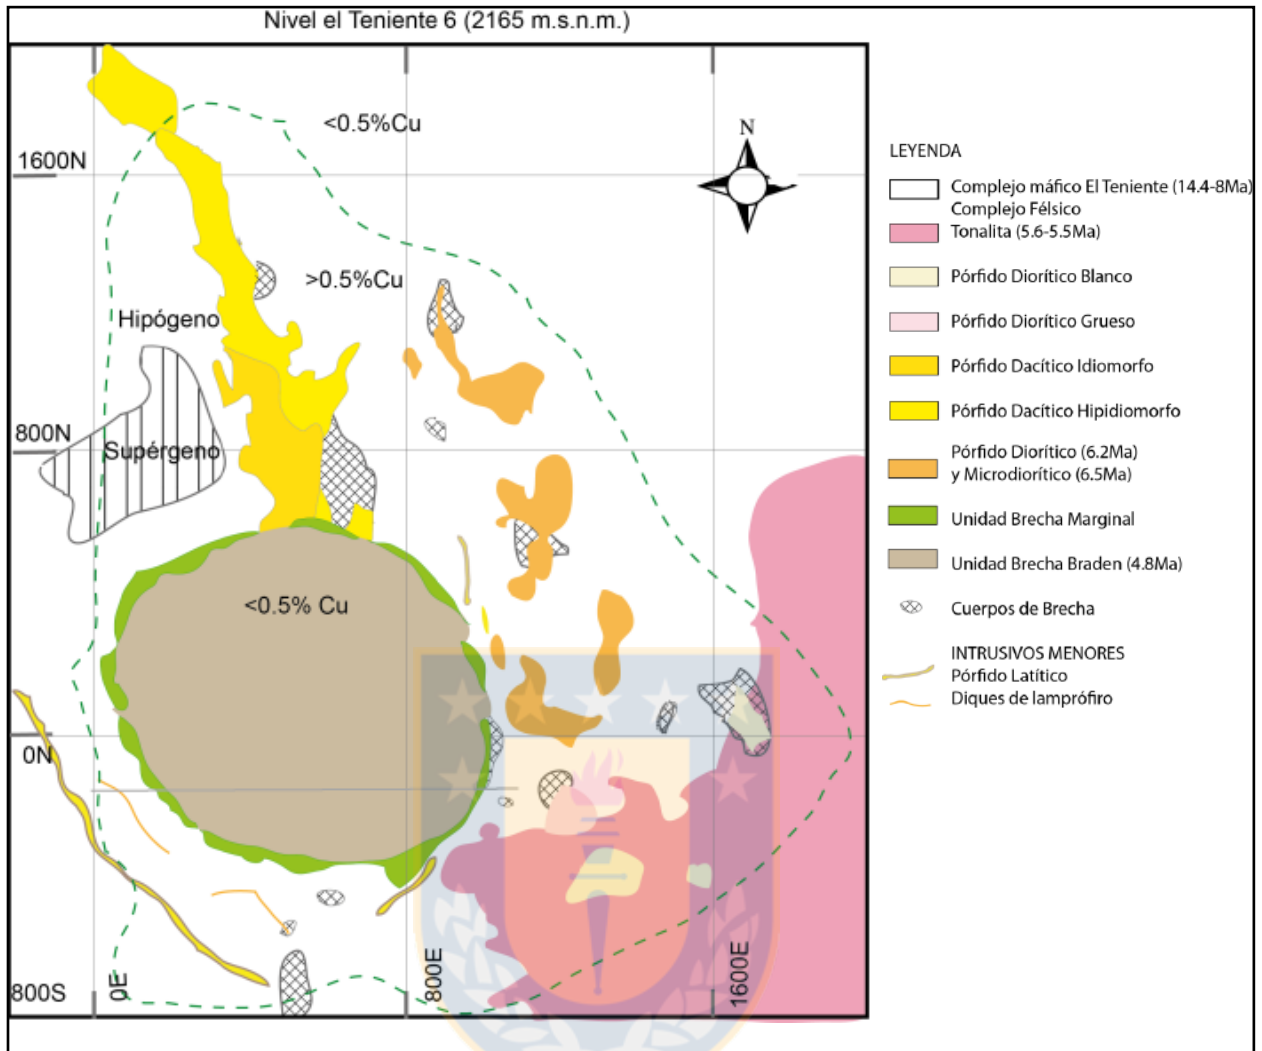 Nivel el Teniente 6 (2165 m.s.n.m.)
<0.5%Cu
N
1600N
>0.5%Cu
Hipógeno
800N
Supérgeno
<0.5% Cu
0N
800S
0E
800E
1600E
LEYENDA
Complejo máfico El Teniente (14.4-8Ma)
Complejo Félsico
Tonalita (5.6-5.5Ma)
Pórfido Diorítico Blanco
Pórfido Diorítico Grueso
Pórfido Dacítico Idiomorfo
Pórfido Dacítico Hipidiomorfo
Pórfido Diorítico (6.2Ma)
y Microdiorítico (6.5Ma)
Unidad Brecha Marginal
Unidad Brecha Braden (4.8Ma)
Cuerpos de Brecha
INTRUSIVOS MENORES
Pórfido Latítico
Diques de lamprófiro